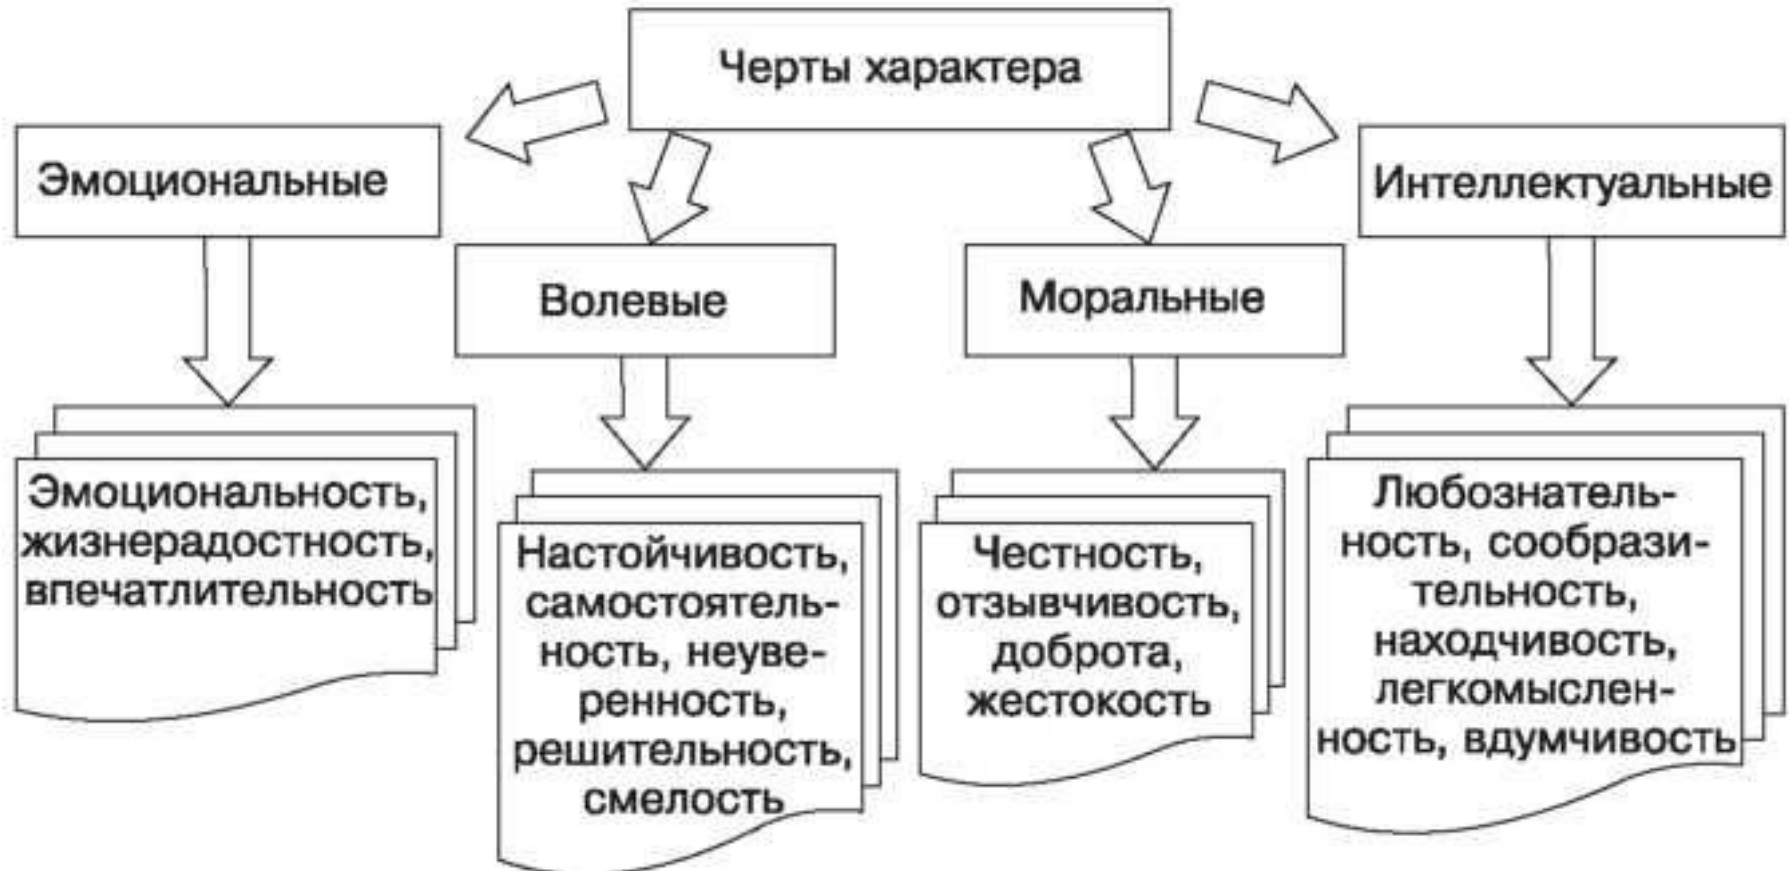 Черты характера
Эмоциональные
Волевые
Моральные
Интеллектуальные
Эмоциональность,
жизнерадостность,
впечатлительность
Настойчивость,
самостоятель-
ность, неуве-
ренность,
решительность,
смелость
Честность,
отзывчивость,
доброта,
жестокость
Любознатель-
ность, сообрази-
тельность,
находчивость,
легкомыслен-
ность, вдумчивость